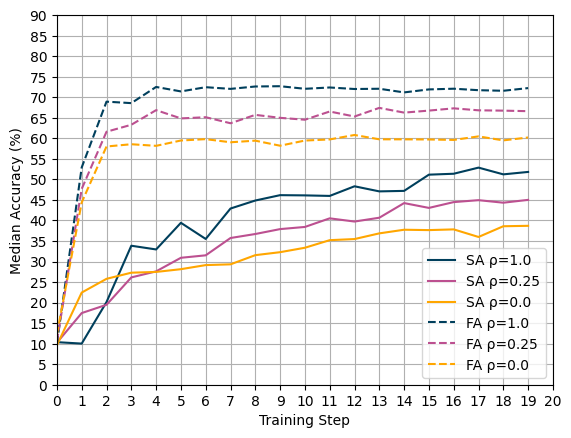 90
85
80
75
70
65
60
55
50
45
40
35
30
25
20
15
10
5
0
Median Accuracy (%)
SA ρ=1.0
SA ρ=0.25
SA ρ=0.0
FA ρ=1.0
FA ρ=0.25
FA ρ=0.0
0 1 2 3 4 5 6 7 8 9 10 11 12 13 14 15 16 17 18 19 20
Training Step